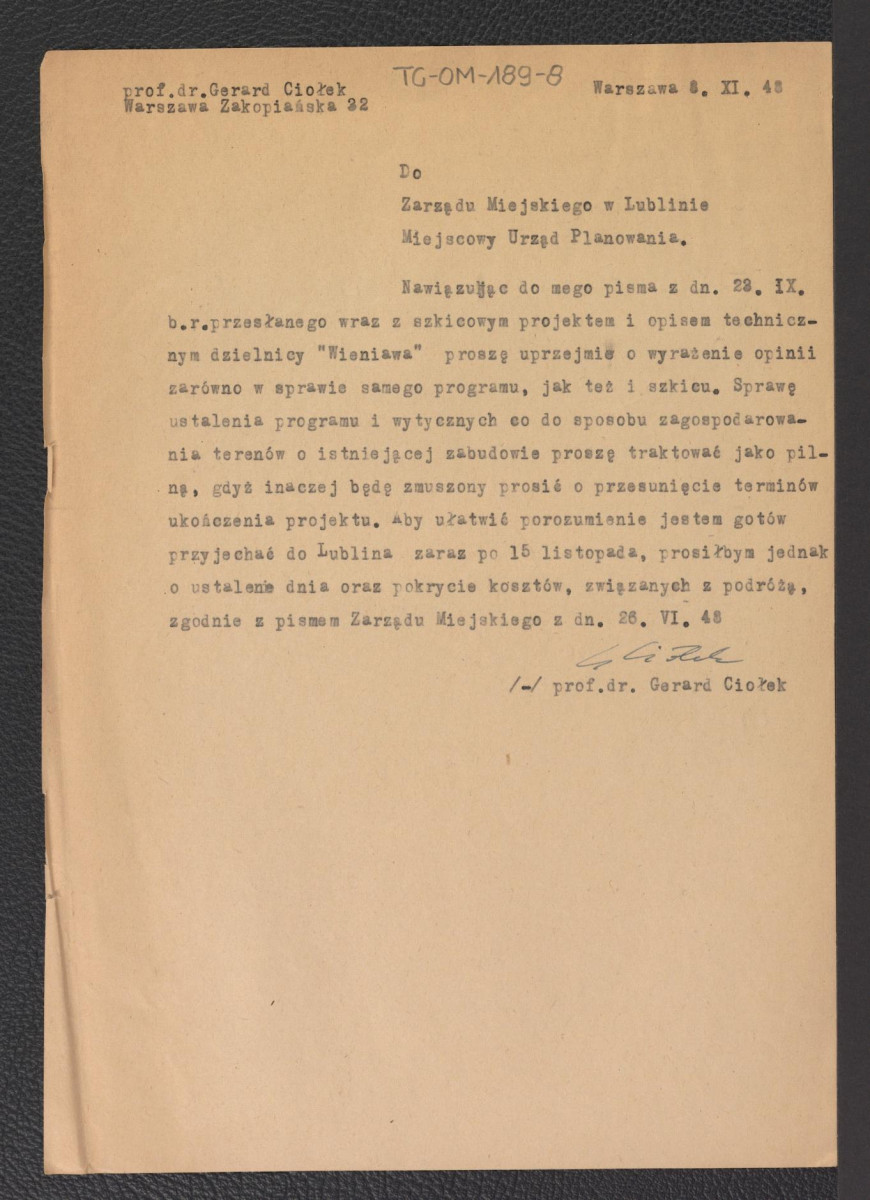 TG-OM-189-8
prof.dr.Gerard Ciołek
Warszawa Zakopiańska 32
Warszawa 8. XI. 48
Do
Zarządu Miejskiego w Lublinie
Miejscowy Urząd Planowania.
Nawiązując do mego pisma z dn. 28. IX.
b.r.przesłanego wraz z szkicowym projektem i opisem technicz-
nym dzielnicy "Wieniawa" proszę uprzejmie o wyrażenie opinii
zarówno w sprawie samego programu, jak też i szkicu. Sprawę
ustalenia programu i wytycznych co do sposobu zagospodarowa-
nia terenów o istniejącej zabudowie proszę traktować jako pil-
ną, gdyż inaczej będę zmuszony prosić o przesunięcie terminów
ukończenia projektu. Aby ułatwić porozumienie jestem gotów
przyjechać do Lublina zaraz po 15 listopada, prosiłbym jednak
o ustalene dnia oraz pokrycie kosztów, związanych z podróżą,
zgodnie z pismem Zarządu Miejskiego z dn. 26. VI. 48
G Ciołek
/-/ prof.dr. Gerard Ciołek